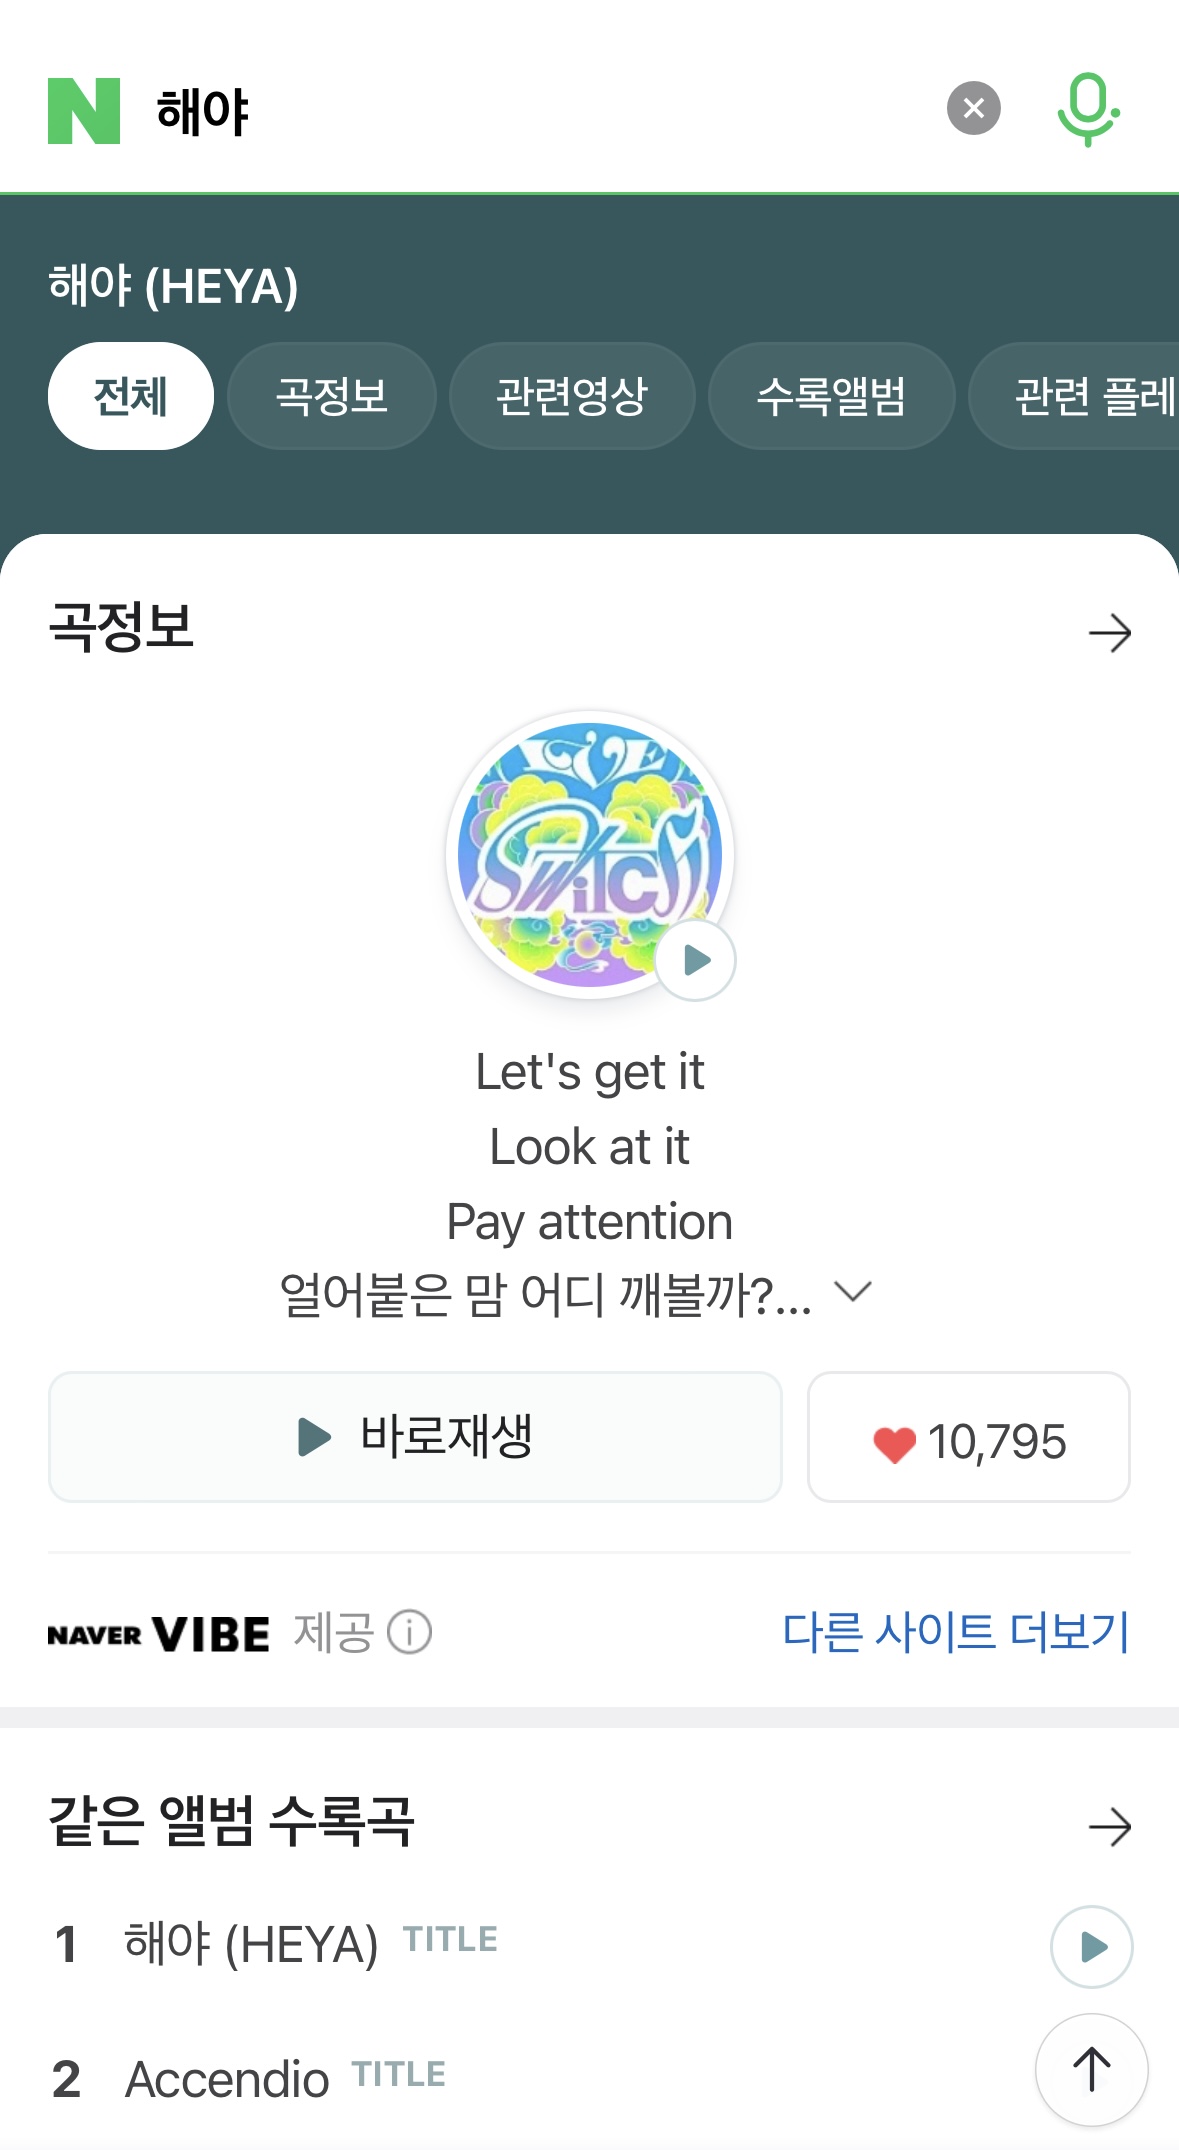 N 해야
해야 (HEYA)
전체 곡정보 관련영상 수록앨범 관련 플레
곡정보
IVE
SWITCH
Let's get it
Look at it
Pay attention
얼어붙은 맘 어디 깨볼까?...
바로재생 10,795
NAVER VIBE 제공 다른 사이트 더보기
같은 앨범 수록곡
1 해야 (HEYA) TITLE
2 Accendio TITLE